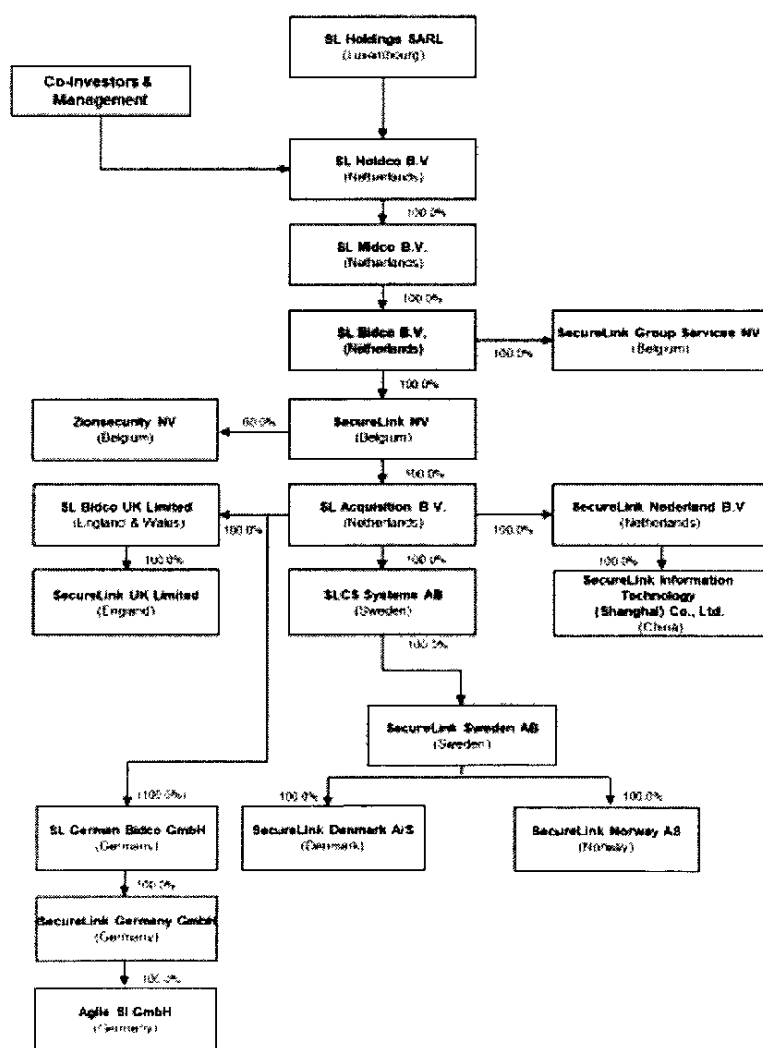 SL Holdings SARL
(Luxembourg)
Co-Investors &
Management
SL Holdco B.V
(Netherlands)
100.0%
SL Midco B.V.
(Netherlands)
100.0%
SL Bidco B.V.
(Netherlands)
100.0%
SecureLink Group Services NV
(Belgium)
100.0%
Zionsecurity NV
(Belgium)
60.0%
SecureLink NV
(Belgium)
100.0%
SL Bidco UK Limited
(England & Wales)
100.0%
SL Acquisition B.V.
(Netherlands)
100.0%
SecureLink Nederland B.V
(Netherlands)
100.0%
100.0%
100.0%
SecureLink UK Limited
(England)
SLCS Systems AB
(Sweden)
SecureLink Information
Technology
(Shanghai) Co., Ltd.
(China)
100.0%
SecureLink Sweden AB
(Sweden)
(100.0%)
100.0%
100.0%
SL German Bidco GmbH
(Germany)
SecureLink Denmark A/S
(Denmark)
SecureLink Norway AS
(Norway)
100.0%
SecureLink Germany GmbH
(Germany)
100.0%
Agile SI GmbH
(Germany)